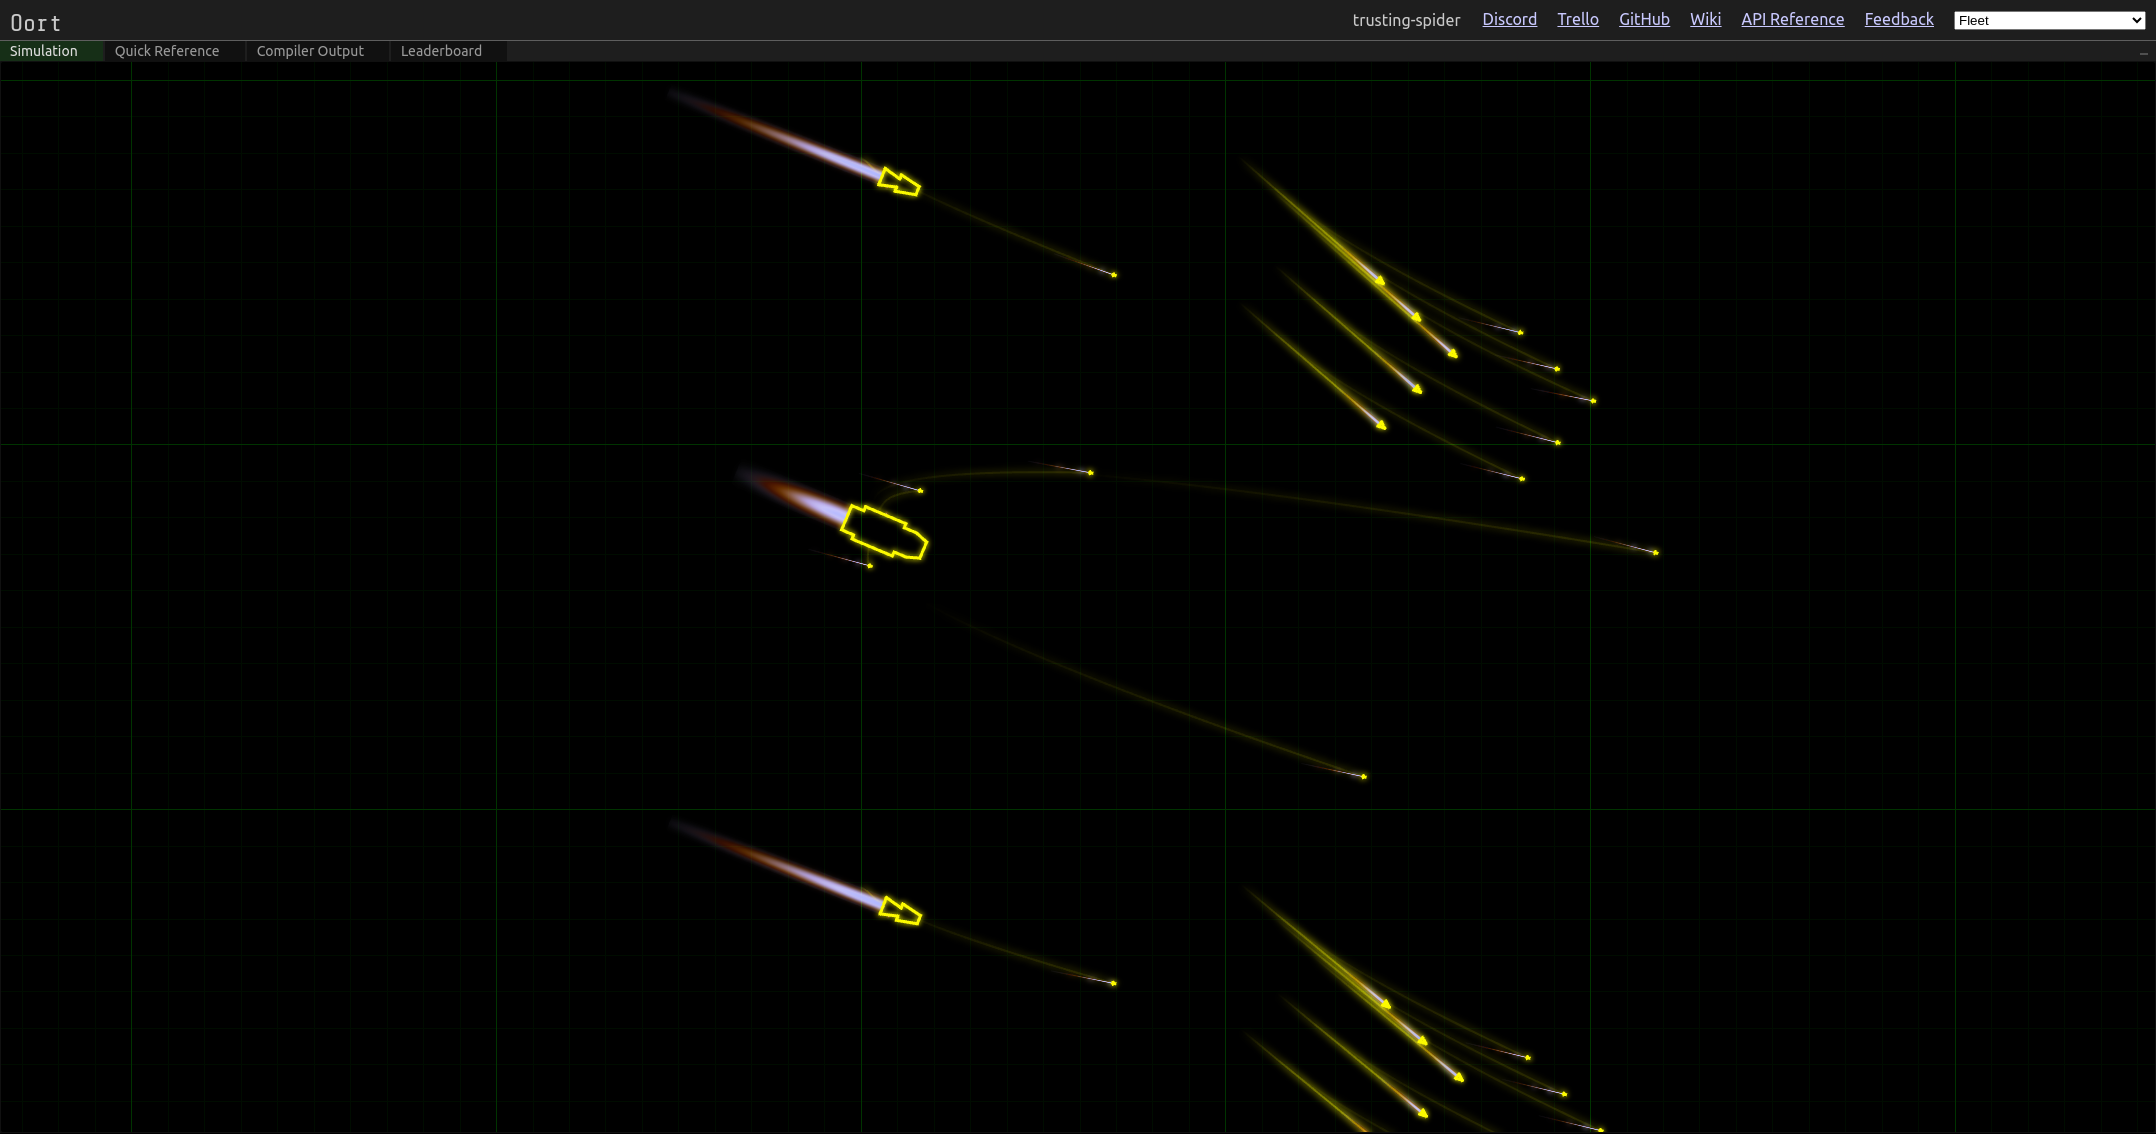 Oort
trusting-spider Discord Trello GitHub Wiki API Reference Feedback Fleet
Simulation Quick Reference Compiler Output Leaderboard